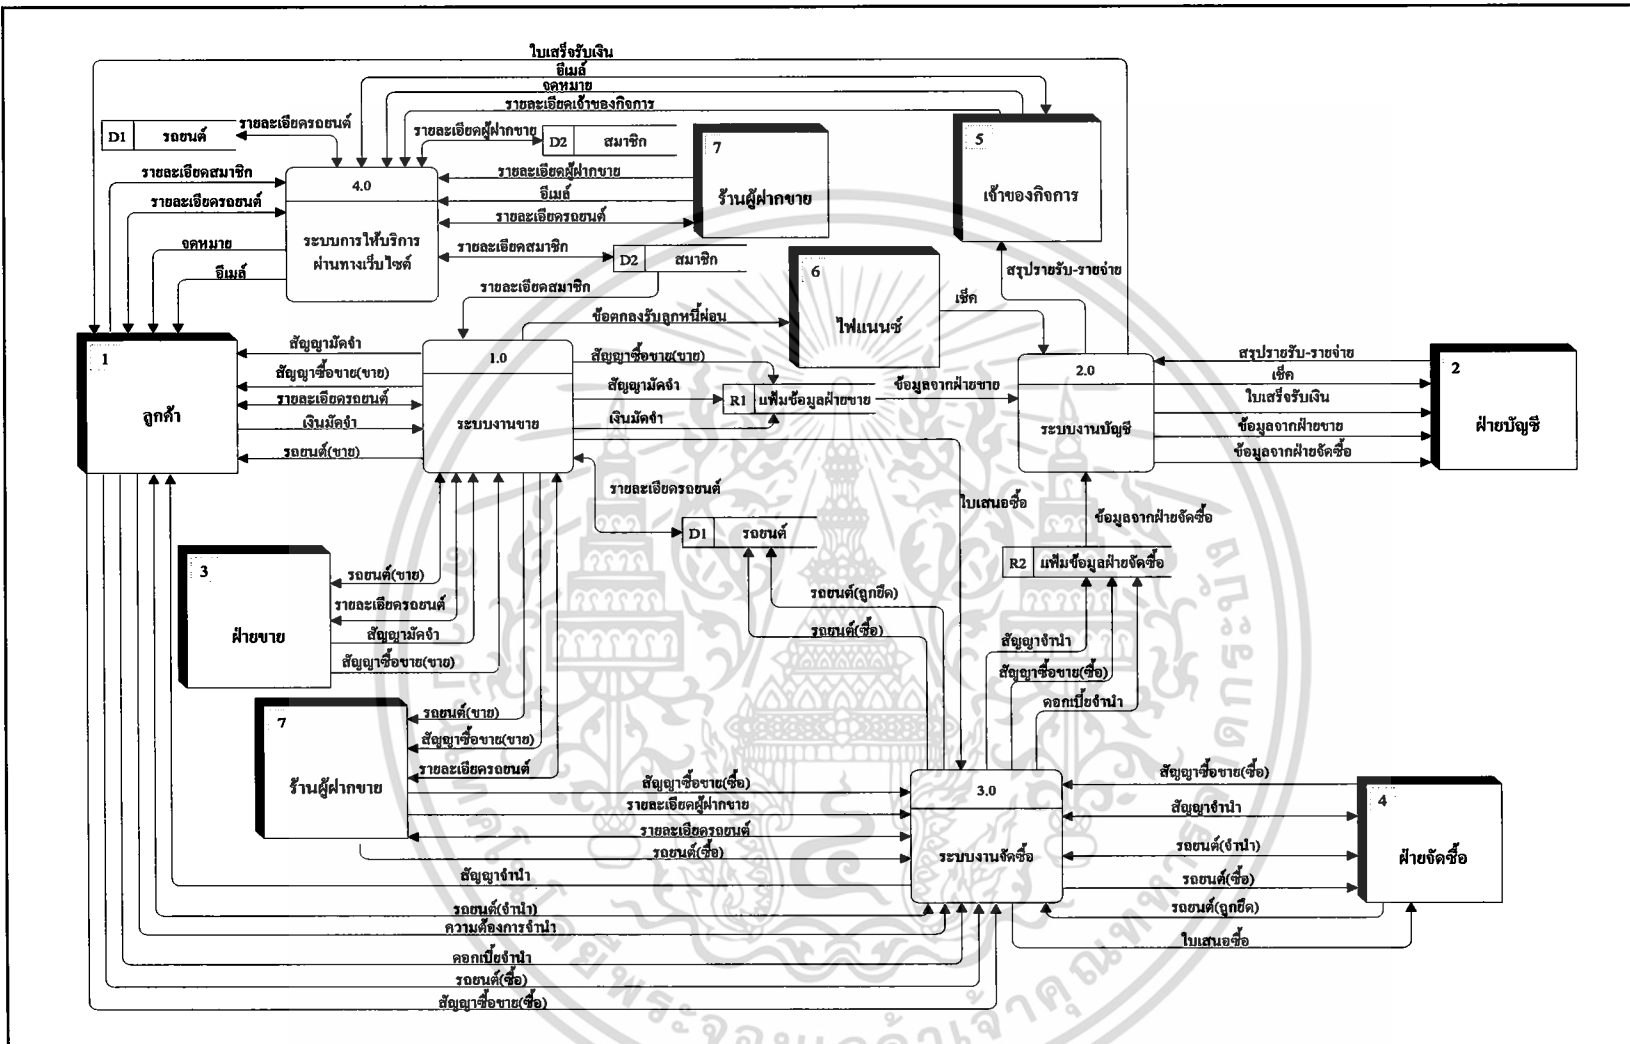 ใบเสร็จรับเงิน
อีเมล์
จดหมาย
รายละเอียดเจ้าของกิจการ
D1 รถยนต์
รายละเอียดรถยนต์
รายละเอียดผู้ฝากขาย
D2 สมาชิก
7
ร้านผู้ฝากขาย
5
เจ้าของกิจการ
รายละเอียดสมาชิก
รายละเอียดรถยนต์
จดหมาย
อีเมล์
4.0
ระบบการให้บริการ
ผ่านทางเว็บไซต์
รายละเอียดผู้ฝากขาย
อีเมล์
รายละเอียดรถยนต์
รายละเอียดสมาชิก
D2 สมาชิก
รายละเอียดสมาชิก
ข้อตกลงรับลูกหนี้ผ่อน
6
ไฟแนนซ์
เช็ค
สรุปรายรับ-รายจ่าย
1
ลูกค้า
สัญญามัดจำ
สัญญาซื้อขาย(ขาย)
รายละเอียดรถยนต์
เงินมัดจำ
รถยนต์(ขาย)
1.0
ระบบงานขาย
สัญญาซื้อขาย(ขาย)
สัญญามัดจำ
เงินมัดจำ
R1 แฟ้มข้อมูลฝ่ายขาย
ข้อมูลจากฝ่ายขาย
2.0
ระบบงานบัญชี
สรุปรายรับ-รายจ่าย
เช็ค
ใบเสร็จรับเงิน
ข้อมูลจากฝ่ายขาย
ข้อมูลจากฝ่ายจัดซื้อ
2
ฝ่ายบัญชี
รายละเอียดรถยนต์
ใบเสนอซื้อ
D1 รถยนต์
ข้อมูลจากฝ่ายจัดซื้อ
R2 แฟ้มข้อมูลฝ่ายจัดซื้อ
3
ฝ่ายขาย
รถยนต์(ขาย)
รายละเอียดรถยนต์
สัญญามัดจำ
สัญญาซื้อขาย(ขาย)
รถยนต์(ถูกยึด)
รถยนต์(ซื้อ)
สัญญาจำนำ
สัญญาซื้อขาย(ซื้อ)
ดอกเบี้ยจำนำ
7
ร้านผู้ฝากขาย
รถยนต์(ขาย)
สัญญาซื้อขาย(ขาย)
รายละเอียดรถยนต์
สัญญาซื้อขาย(ซื้อ)
รายละเอียดผู้ฝากขาย
รายละเอียดรถยนต์
รถยนต์(ซื้อ)
3.0
ระบบงานจัดซื้อ
สัญญาซื้อขาย(ซื้อ)
สัญญาจำนำ
รถยนต์(จำนำ)
รถยนต์(ซื้อ)
รถยนต์(ถูกยึด)
ใบเสนอซื้อ
4
ฝ่ายจัดซื้อ
สัญญาจำนำ
รถยนต์(จำนำ)
ความต้องการจำนำ
ดอกเบี้ยจำนำ
รถยนต์(ซื้อ)
สัญญาซื้อขาย(ซื้อ)